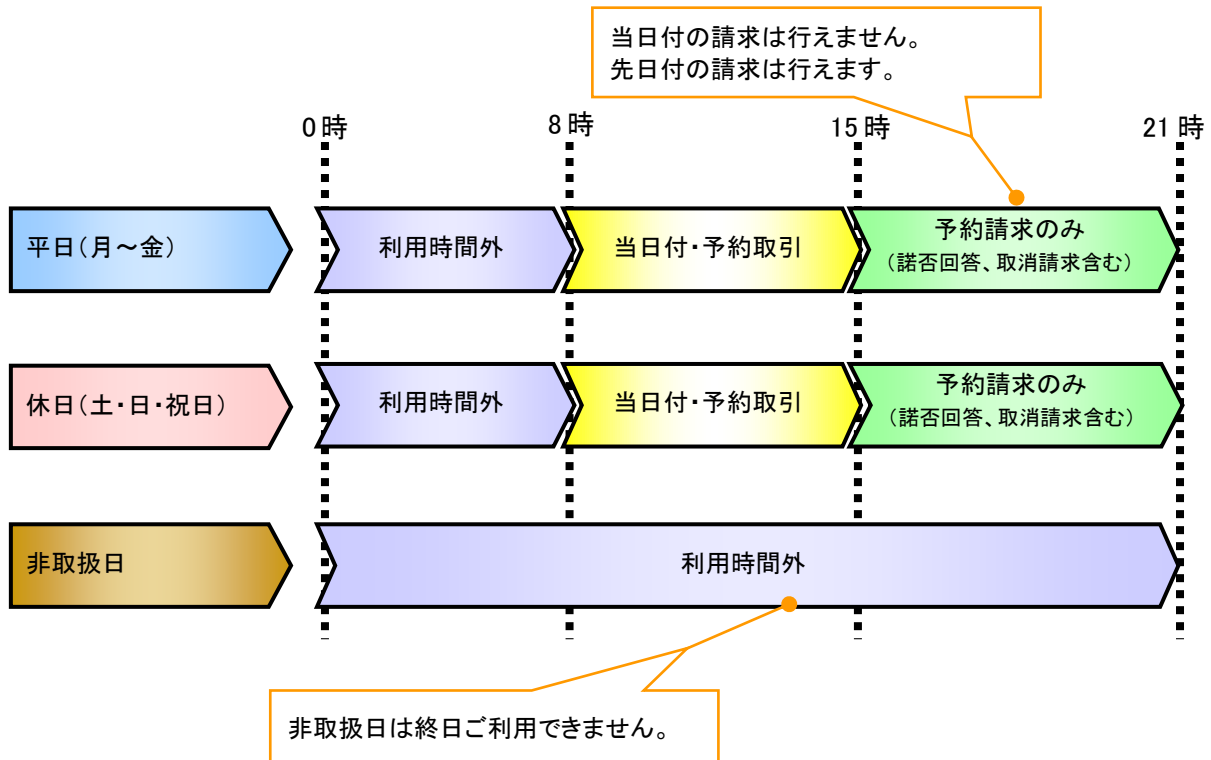 当日付の請求は行えません。
先日付の請求は行えます。
0時
8時
15時
21時
平日(月~金)
利用時間外
当日付・予約取引
予約請求のみ
(諾否回答、取消請求含む)
休日(土・日・祝日)
利用時間外
当日付・予約取引
予約請求のみ
(諾否回答、取消請求含む)
非取扱日
利用時間外
非取扱日は終日ご利用できません。